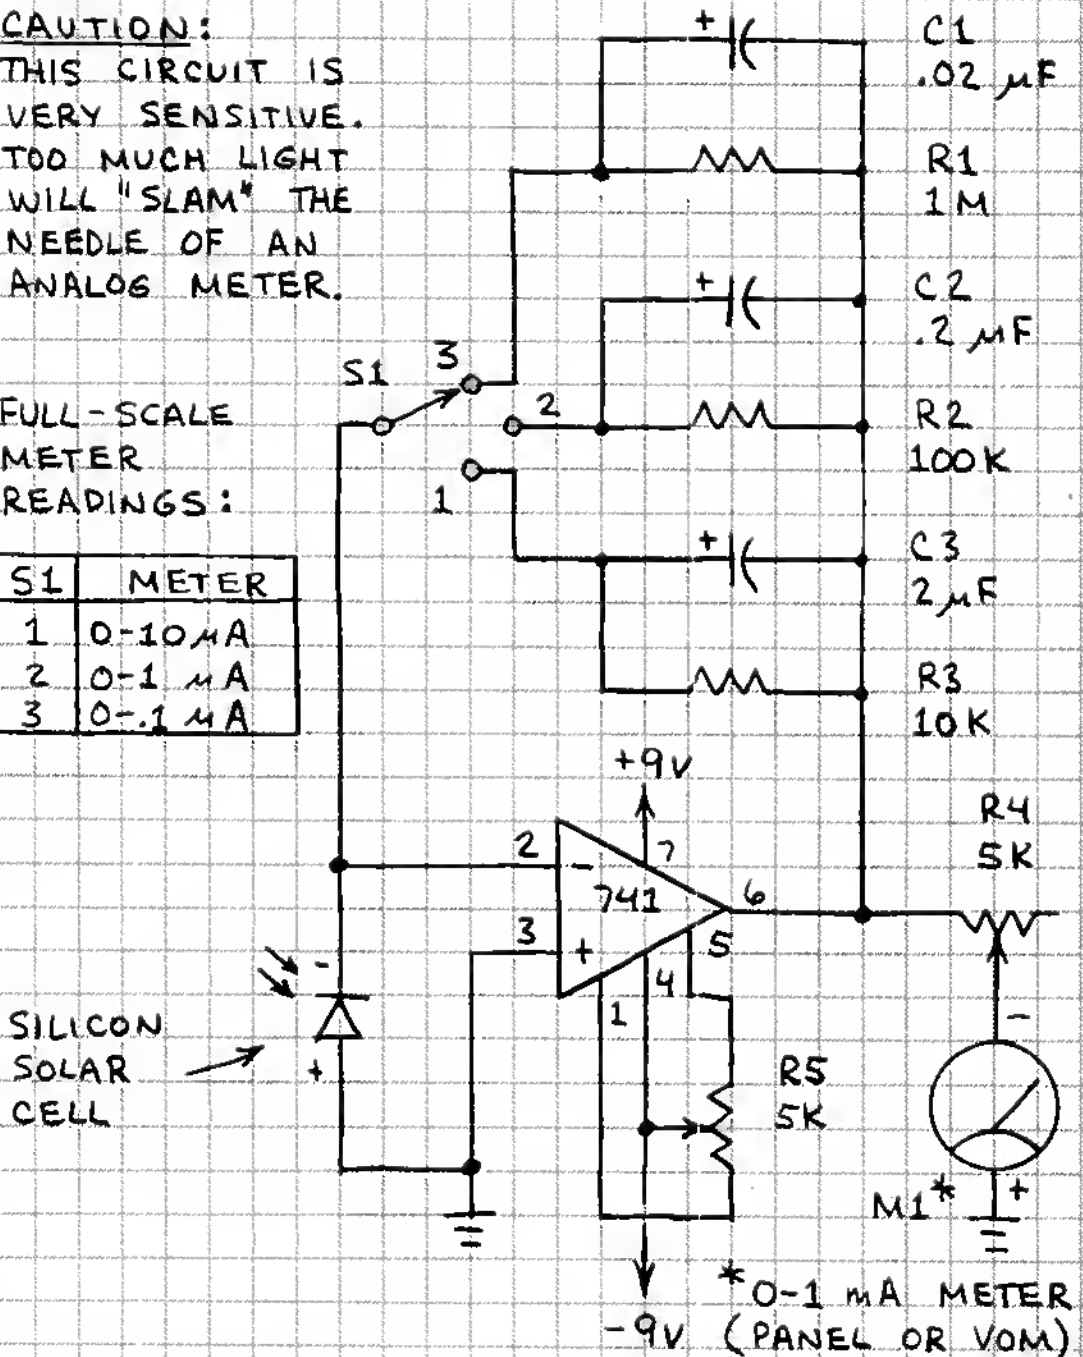 CAUTION:
THIS CIRCUIT IS
VERY SENSITIVE.
TOO MUCH LIGHT
WILL "SLAM" THE
NEEDLE OF AN
ANALOG METER.
FULL-SCALE
METER
READINGS:
S1 METER
1 0-10 μA
2 0-1 μA
3 0-.1 μA
S1
3
2
1
+
C1
.02 μF
R1
1M
+
C2
.2 μF
R2
100K
+
C3
2 μF
R3
10K
+9V
R4
5K
2
-
7
741
6
3
+
5
4
1
-
SILICON
SOLAR
CELL
+
R5
5K
-
M1*
+
-9V
*0-1 mA METER
(PANEL OR VOM)